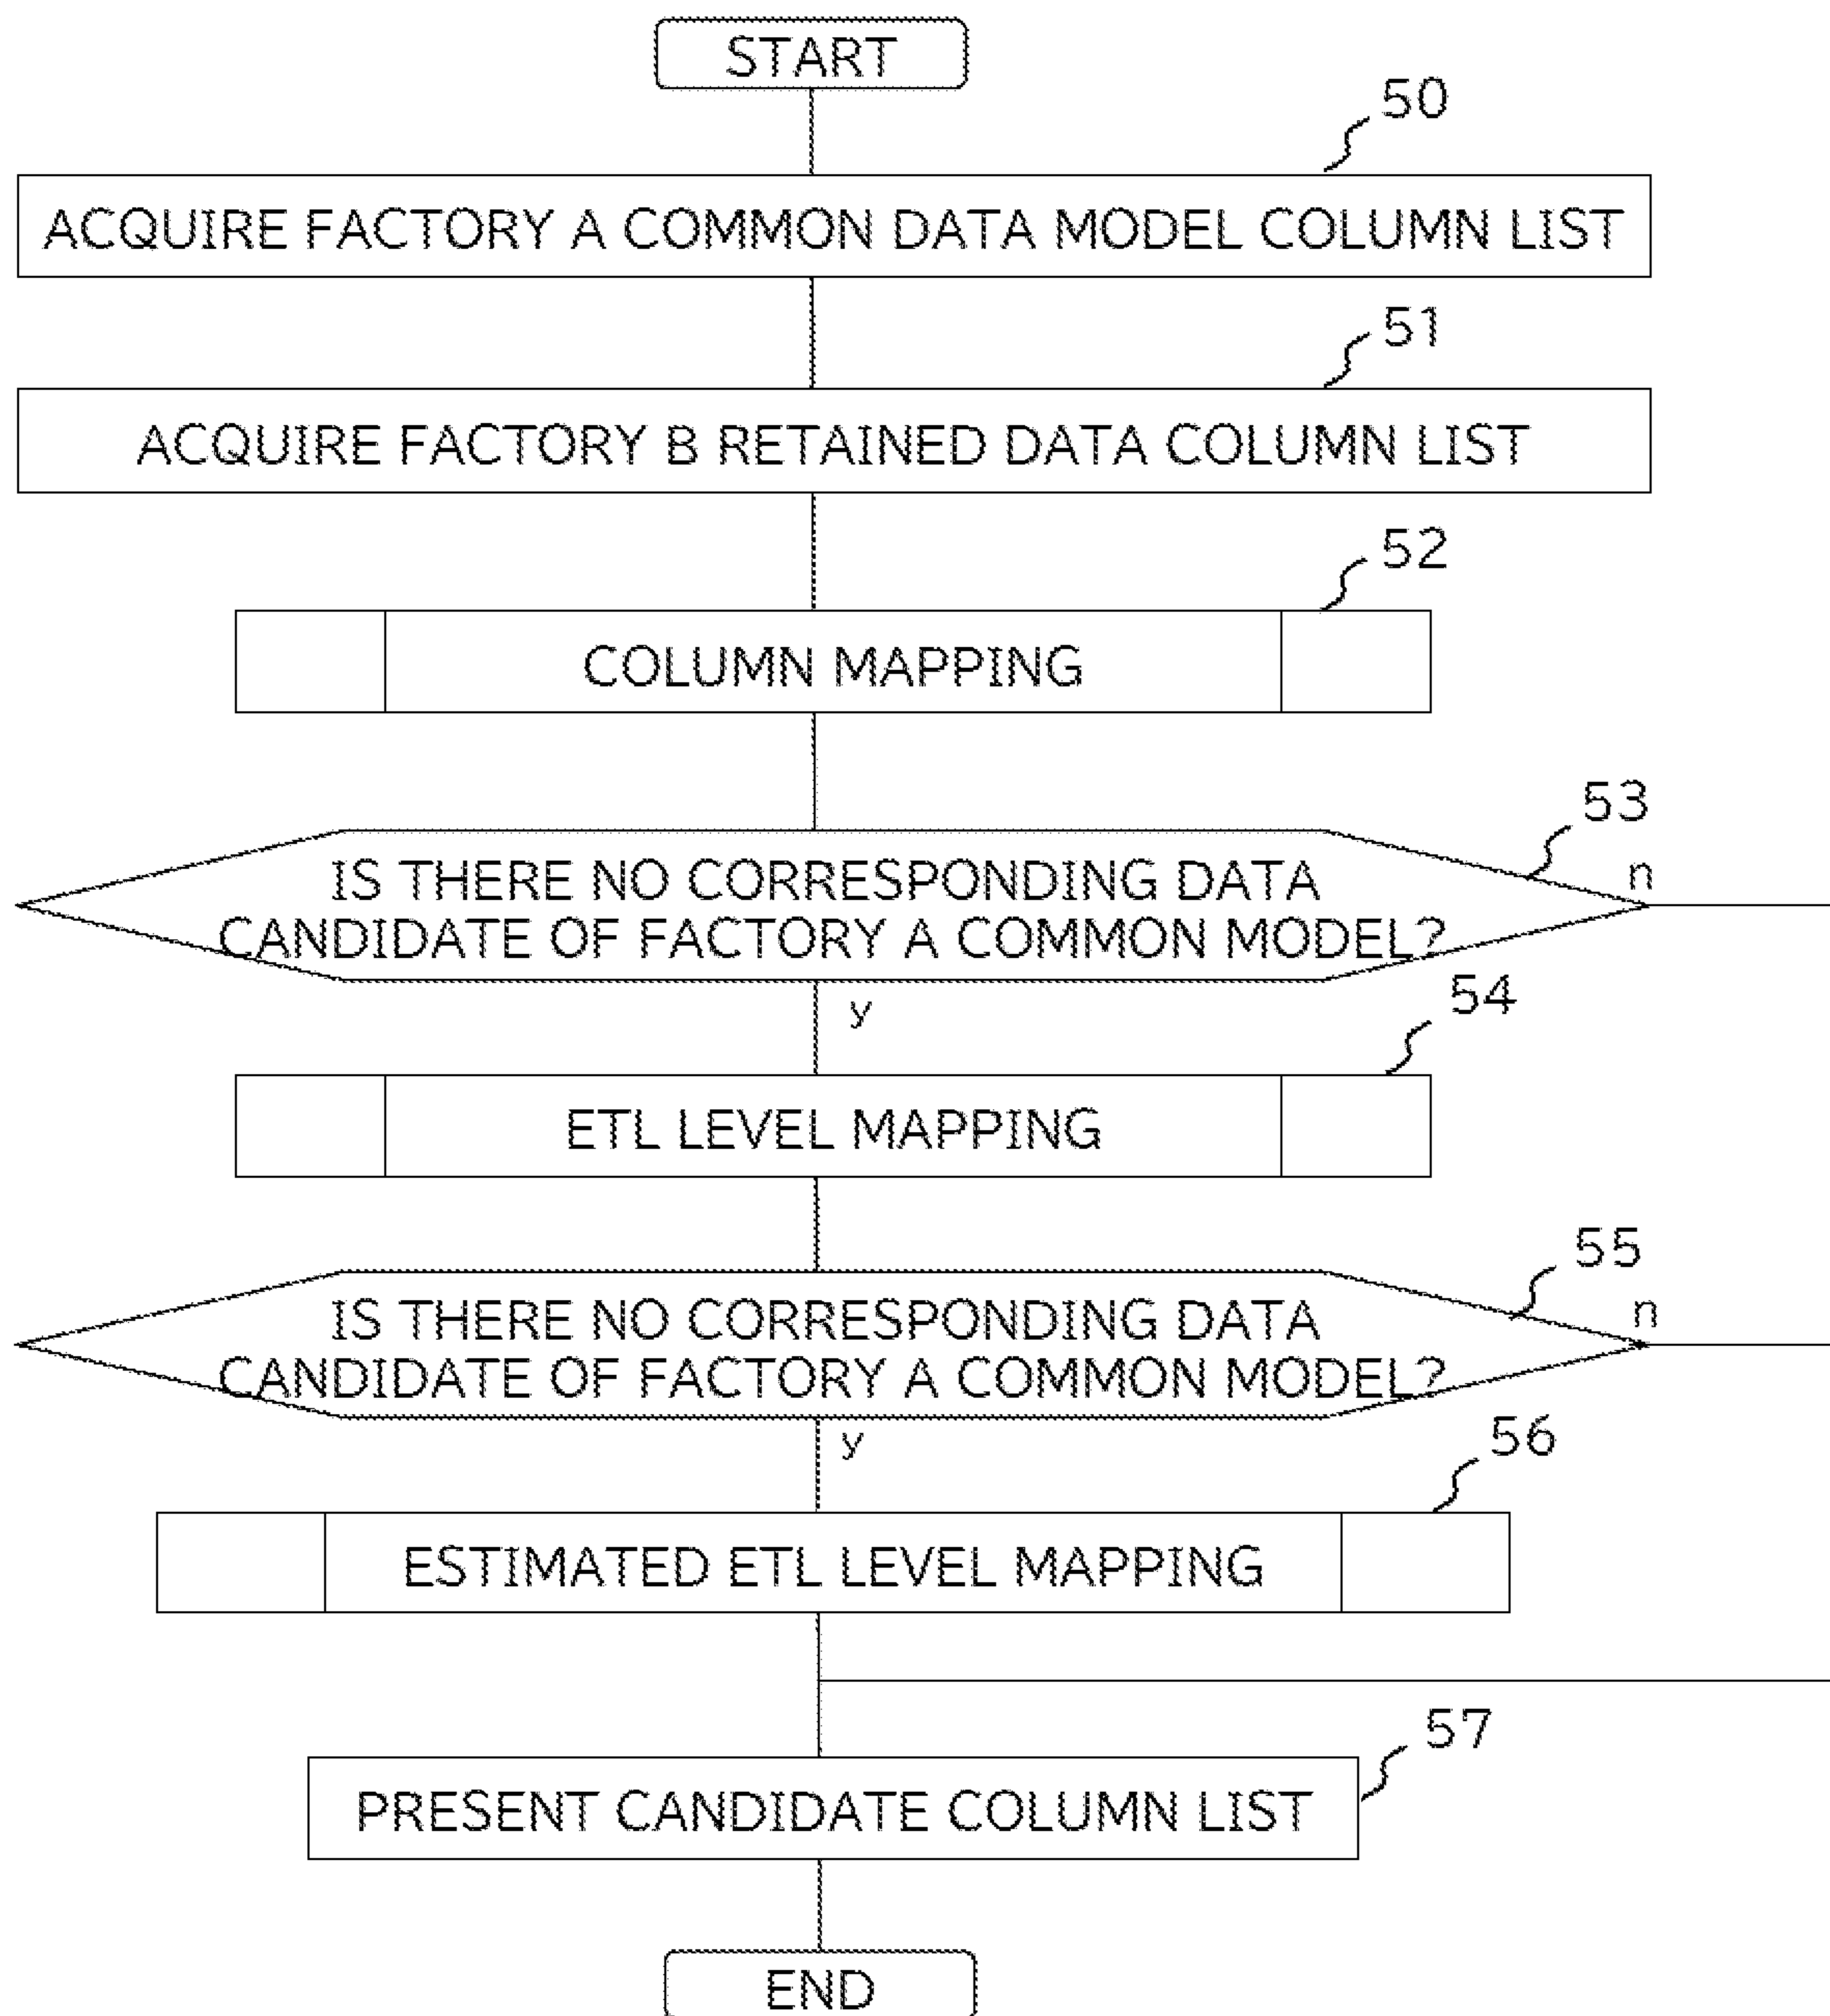 START
50
ACQUIRE FACTORY A COMMON DATA MODEL COLUMN LIST
51
ACQUIRE FACTORY B RETAINED DATA COLUMN LIST
52
COLUMN MAPPING
53
IS THERE NO CORRESPONDING DATA
CANDIDATE OF FACTORY A COMMON MODEL?
n
y
54
ETL LEVEL MAPPING
55
IS THERE NO CORRESPONDING DATA
CANDIDATE OF FACTORY A COMMON MODEL?
n
y
56
ESTIMATED ETL LEVEL MAPPING
57
PRESENT CANDIDATE COLUMN LIST
END